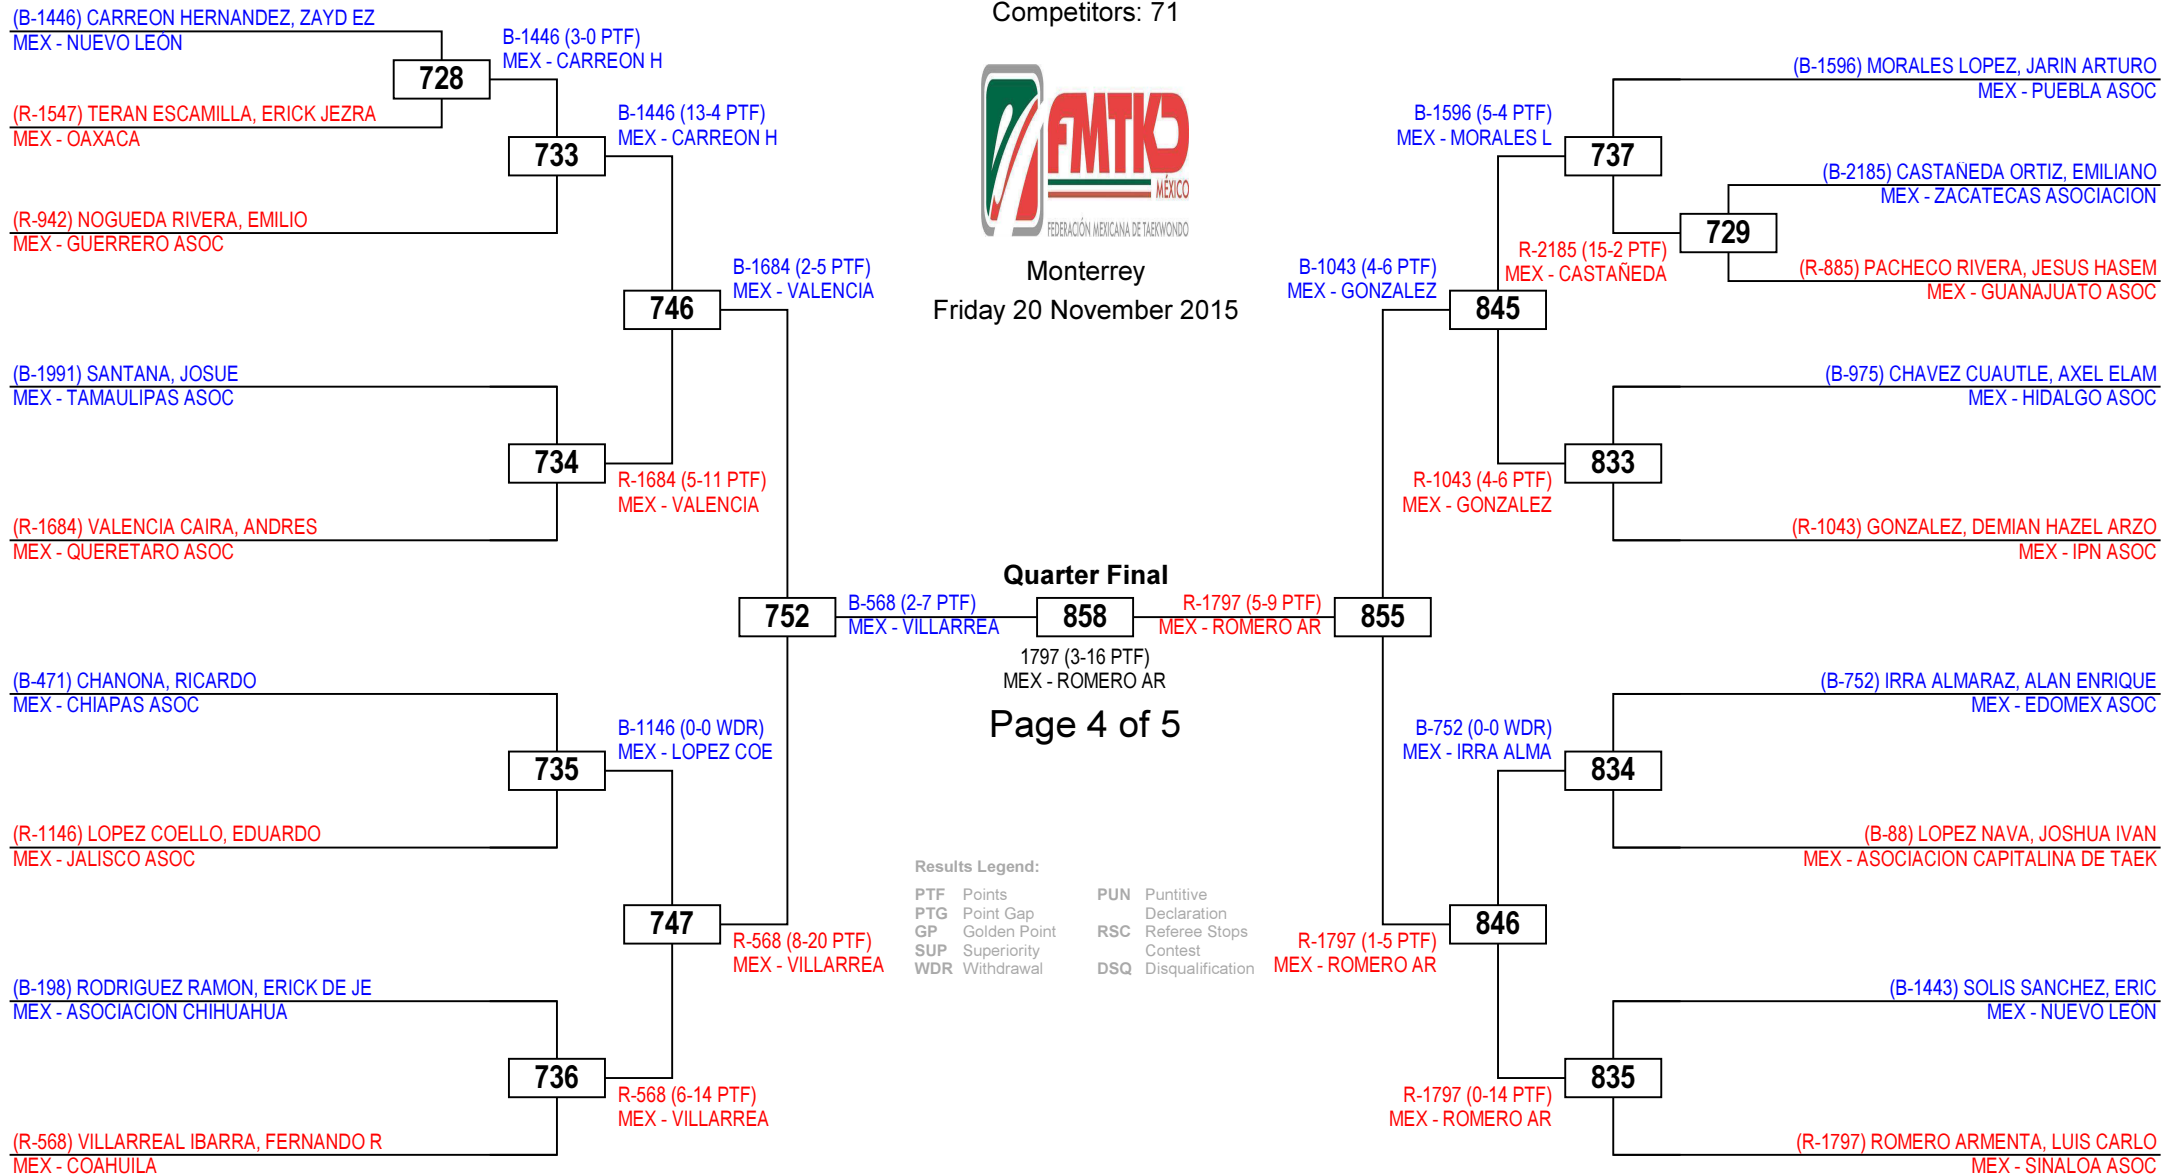 Competitors: 71
FMTKD
MÉXICO
FEDERACIÓN MEXICANA DE TAEKWONDO
Monterrey
Friday 20 November 2015
(B-1446) CARREON HERNANDEZ, ZAYD EZ
MEX - NUEVO LEÓN
728
(R-1547) TERAN ESCAMILLA, ERICK JEZRA
MEX - OAXACA
B-1446 (3-0 PTF)
MEX - CARREON H
733
(R-942) NOGUEDA RIVERA, EMILIO
MEX - GUERRERO ASOC
B-1446 (13-4 PTF)
MEX - CARREON H
746
(B-1991) SANTANA, JOSUE
MEX - TAMAULIPAS ASOC
734
(R-1684) VALENCIA CAIRA, ANDRES
MEX - QUERETARO ASOC
R-1684 (5-11 PTF)
MEX - VALENCIA
B-1684 (2-5 PTF)
MEX - VALENCIA
752
(B-471) CHANONA, RICARDO
MEX - CHIAPAS ASOC
735
(R-1146) LOPEZ COELLO, EDUARDO
MEX - JALISCO ASOC
B-1146 (0-0 WDR)
MEX - LOPEZ COE
747
(B-198) RODRIGUEZ RAMON, ERICK DE JE
MEX - ASOCIACION CHIHUAHUA
736
(R-568) VILLARREAL IBARRA, FERNANDO R
MEX - COAHUILA
R-568 (6-14 PTF)
MEX - VILLARREA
R-568 (8-20 PTF)
MEX - VILLARREA
B-568 (2-7 PTF)
MEX - VILLARREA
Quarter Final
858
1797 (3-16 PTF)
MEX - ROMERO AR
Page 4 of 5
R-1797 (5-9 PTF)
MEX - ROMERO AR
855
(B-1596) MORALES LOPEZ, JARIN ARTURO
MEX - PUEBLA ASOC
B-1596 (5-4 PTF)
MEX - MORALES L
737
(B-2185) CASTAÑEDA ORTIZ, EMILIANO
MEX - ZACATECAS ASOCIACION
729
R-2185 (15-2 PTF)
MEX - CASTAÑEDA
(R-885) PACHECO RIVERA, JESUS HASEM
MEX - GUANAJUATO ASOC
B-1043 (4-6 PTF)
MEX - GONZALEZ
845
(B-975) CHAVEZ CUAUTLE, AXEL ELAM
MEX - HIDALGO ASOC
833
R-1043 (4-6 PTF)
MEX - GONZALEZ
(R-1043) GONZALEZ, DEMIAN HAZEL ARZO
MEX - IPN ASOC
(B-752) IRRA ALMARAZ, ALAN ENRIQUE
MEX - EDOMEX ASOC
B-752 (0-0 WDR)
MEX - IRRA ALMA
834
(B-88) LOPEZ NAVA, JOSHUA IVAN
MEX - ASOCIACION CAPITALINA DE TAEK
846
R-1797 (1-5 PTF)
MEX - ROMERO AR
(B-1443) SOLIS SANCHEZ, ERIC
MEX - NUEVO LEÓN
835
R-1797 (0-14 PTF)
MEX - ROMERO AR
(R-1797) ROMERO ARMENTA, LUIS CARLO
MEX - SINALOA ASOC
Results Legend:
PTF Points
PTG Point Gap
GP Golden Point
SUP Superiority
WDR Withdrawal
PUN Puntitive
Declaration
RSC Referee Stops
Contest
DSQ Disqualification